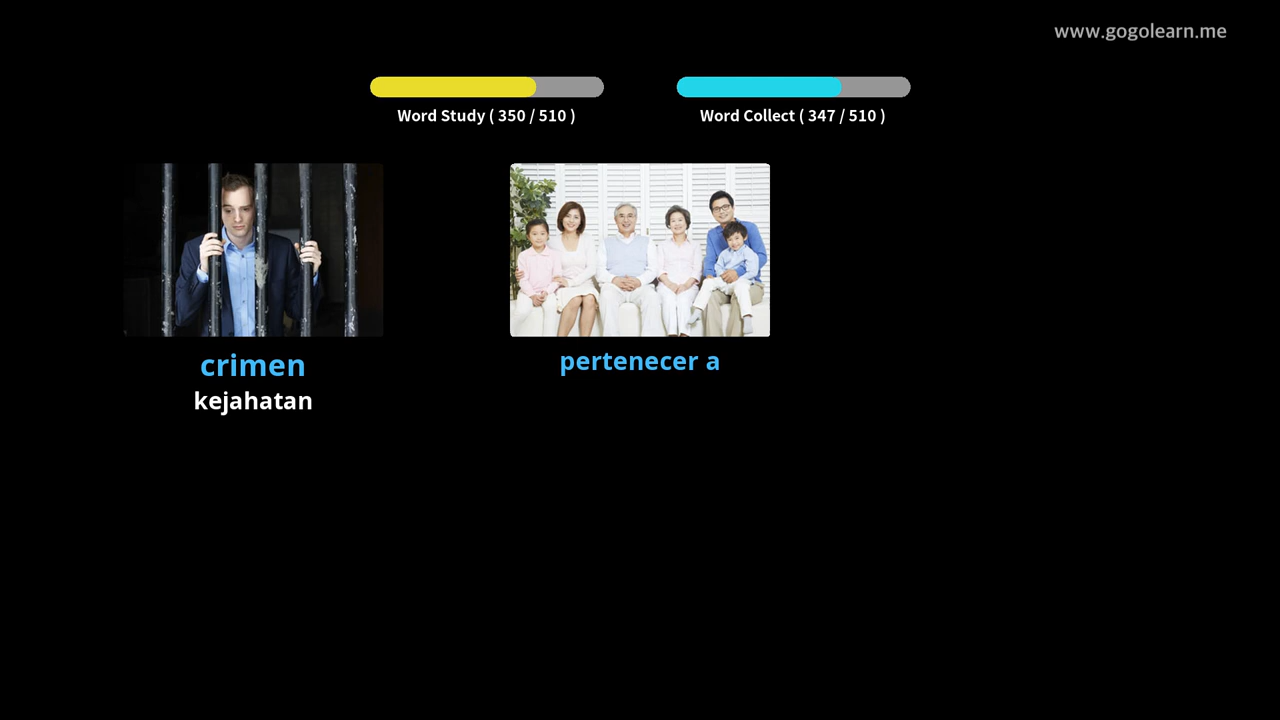 www.gogolearn.me
Word Study ( 350 / 510 )
Word Collect ( 347 / 510 )
crimen
kejahatan
pertenecer a